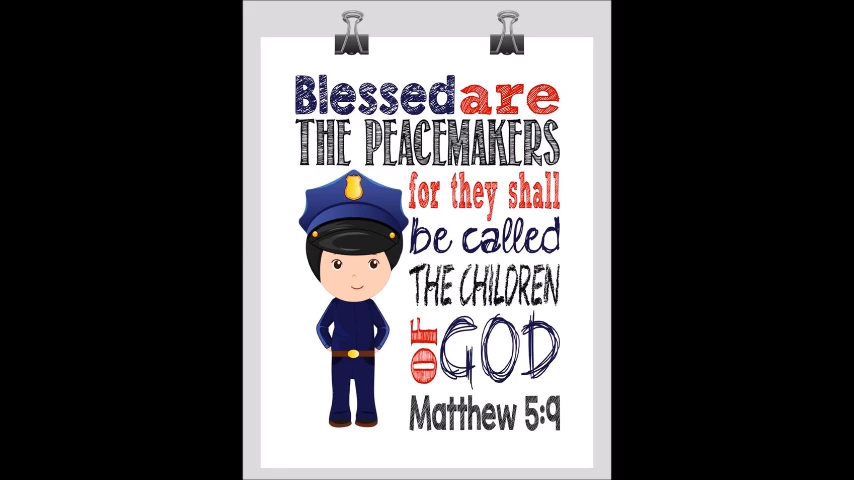 Blessed are
THE PEACEMAKERS
for they shall
be called
THE CHILDREN
OF GOD
Matthew 5:9